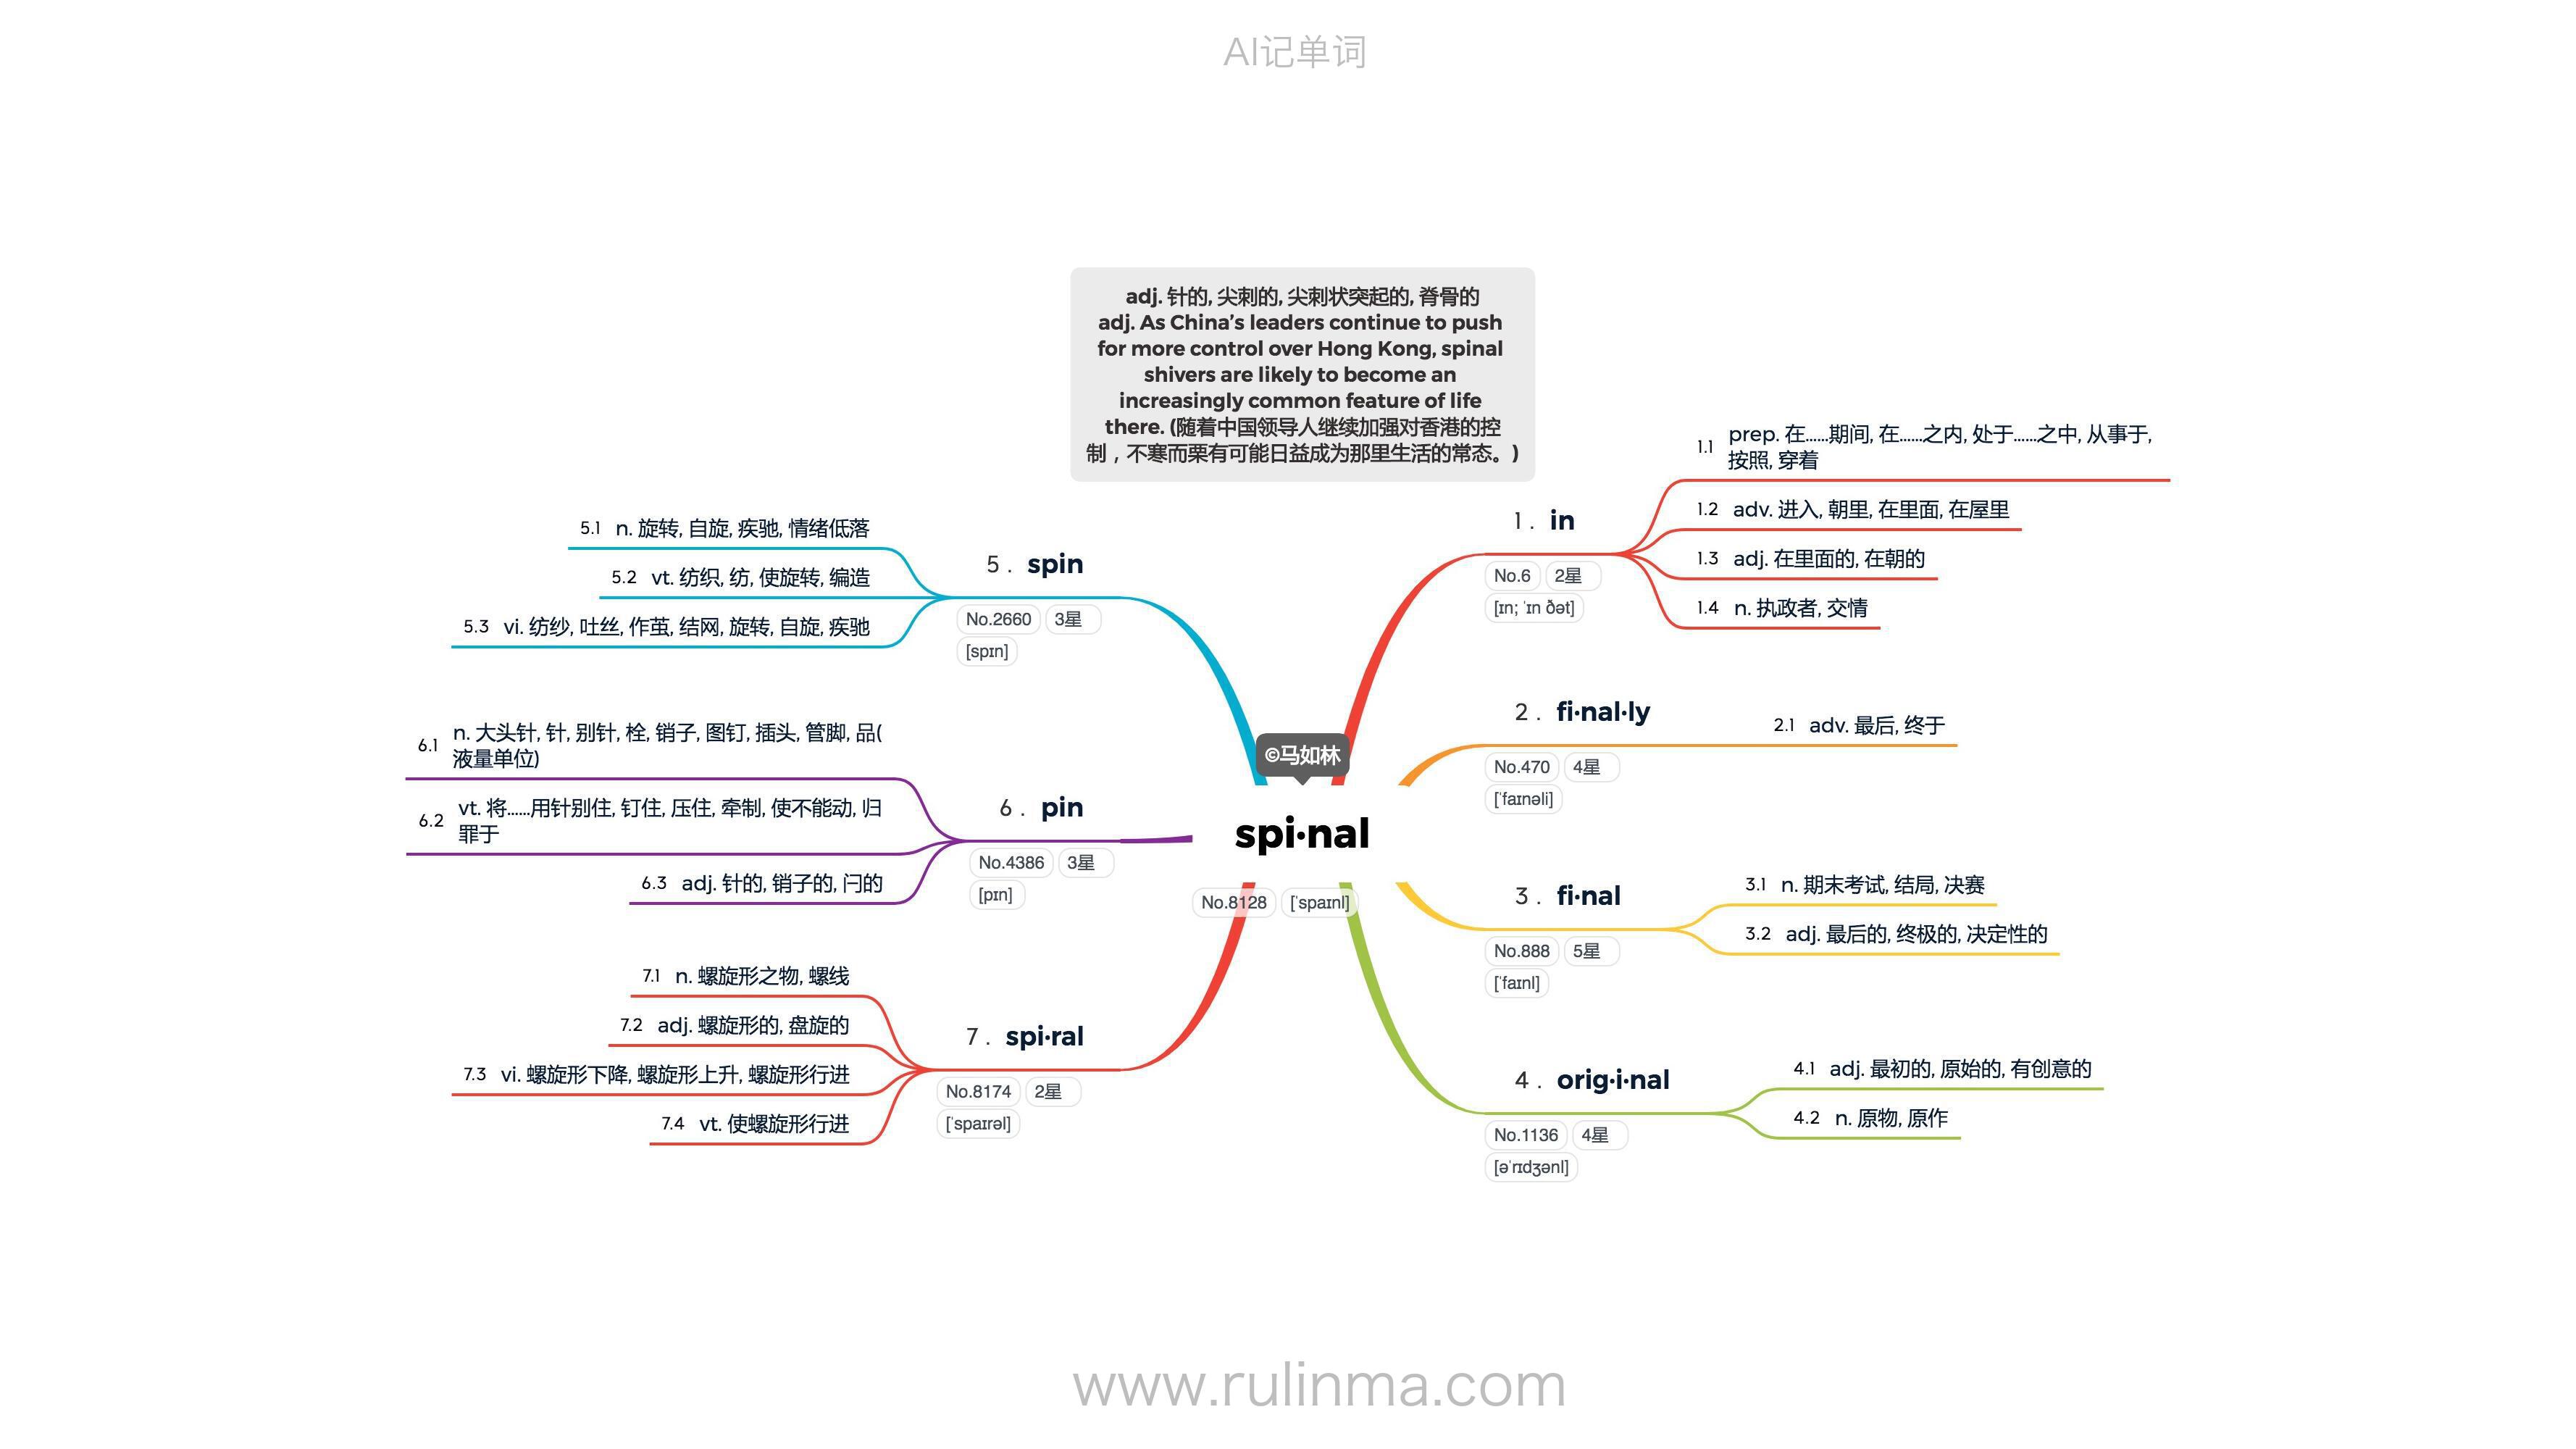 AI记单词
adj. 针的, 尖刺的, 尖刺状突起的, 脊骨的
adj. As China’s leaders continue to push
for more control over Hong Kong, spinal
shivers are likely to become an
increasingly common feature of life
there. (随着中国领导人继续加强对香港的控
制，不寒而栗有可能日益成为那里生活的常态。)
©马如林
spi·nal
No.8128 [ˈspaɪnl]
1. in
No.6 2星
[ɪn; ˈɪn ðət]
1.1 prep. 在……期间, 在……之内, 处于……之中, 从事于,
按照, 穿着
1.2 adv. 进入, 朝里, 在里面, 在屋里
1.3 adj. 在里面的, 在朝的
1.4 n. 执政者, 交情
2. fi·nal·ly
No.470 4星
[ˈfaɪnəli]
2.1 adv. 最后, 终于
3. fi·nal
No.888 5星
[ˈfaɪnl]
3.1 n. 期末考试, 结局, 决赛
3.2 adj. 最后的, 终极的, 决定性的
4. orig·i·nal
No.1136 4星
[əˈrɪdʒənl]
4.1 adj. 最初的, 原始的, 有创意的
4.2 n. 原物, 原作
5. spin
No.2660 3星
[spɪn]
5.1 n. 旋转, 自旋, 疾驰, 情绪低落
5.2 vt. 纺织, 纺, 使旋转, 编造
5.3 vi. 纺纱, 吐丝, 作茧, 结网, 旋转, 自旋, 疾驰
6. pin
No.4386 3星
[pɪn]
6.1 n. 大头针, 针, 别针, 栓, 销子, 图钉, 插头, 管脚, 品(
液量单位)
6.2 vt. 将……用针别住, 钉住, 压住, 牵制, 使不能动, 归
罪于
6.3 adj. 针的, 销子的, 闩的
7. spi·ral
No.8174 2星
[ˈspaɪrəl]
7.1 n. 螺旋形之物, 螺线
7.2 adj. 螺旋形的, 盘旋的
7.3 vi. 螺旋形下降, 螺旋形上升, 螺旋形行进
7.4 vt. 使螺旋形行进
www.rulinma.com